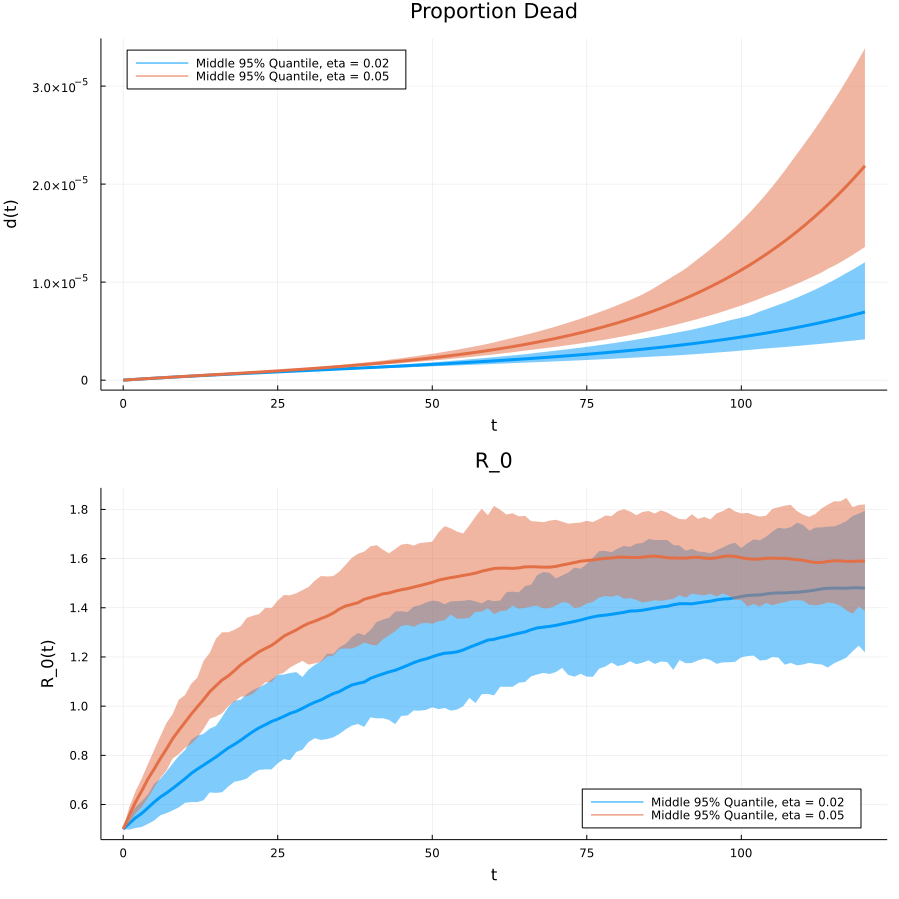 Proportion Dead
Middle 95% Quantile, eta = 0.02
Middle 95% Quantile, eta = 0.05
3.0×10⁻⁵
2.0×10⁻⁵
1.0×10⁻⁵
0
d(t)
0 25 50 75 100
t
R_0
1.8
1.6
1.4
1.2
1.0
0.8
0.6
R_0(t)
Middle 95% Quantile, eta = 0.02
Middle 95% Quantile, eta = 0.05
0 25 50 75 100
t